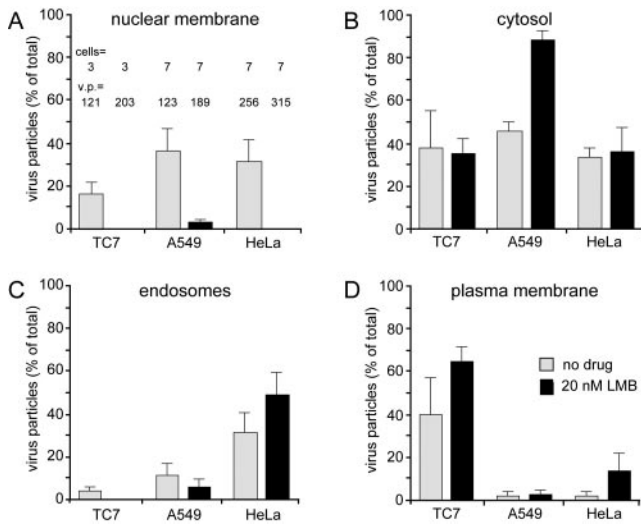 A nuclear membrane
virus particles (% of total)
100
80
60
40
20
0
cells=
3 3 7 7 7 7
v.p.=
121 203 123 189 256 315
TC7 A549 HeLa
B cytosol
virus particles (% of total)
100
80
60
40
20
0
TC7 A549 HeLa
C endosomes
virus particles (% of total)
100
80
60
40
20
0
TC7 A549 HeLa
D plasma membrane
virus particles (% of total)
100
80
60
40
20
0
no drug
20 nM LMB
TC7 A549 HeLa